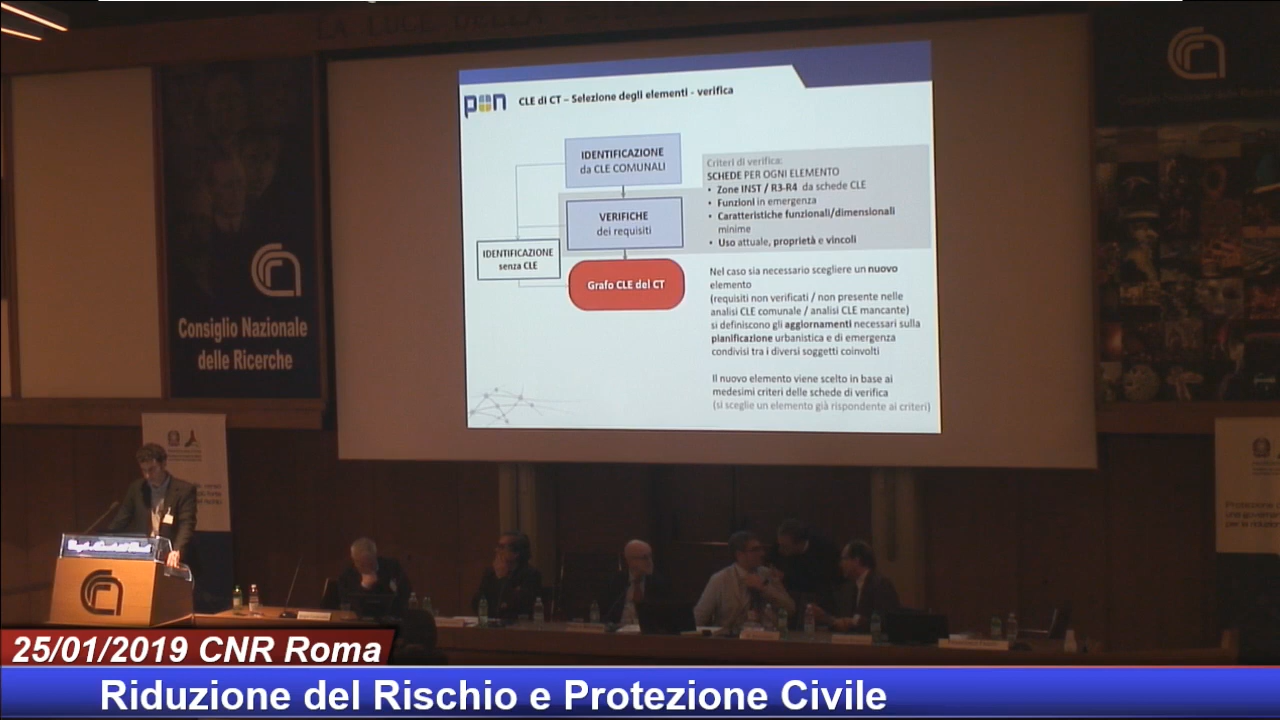 LA LUCE DELLA
pon
CLE di CT – Selezione degli elementi - verifica
IDENTIFICAZIONE
da CLE COMUNALI
VERIFICHE
dei requisiti
IDENTIFICAZIONE
senza CLE
Grafo CLE del CT
Criteri di verifica:
SCHEDE PER OGNI ELEMENTO
• Zone INST / R3-R4 da schede CLE
• Funzioni in emergenza
• Caratteristiche funzionali/dimensionali
minime
• Uso attuale, proprietà e vincoli
Nel caso sia necessario scegliere un nuovo
elemento
(requisiti non verificati / non presente nelle
analisi CLE comunale / analisi CLE mancante)
si definiscono gli aggiornamenti necessari sulla
pianificazione urbanistica e di emergenza
condivisi tra i diversi soggetti coinvolti
Il nuovo elemento viene scelto in base ai
medesimi criteri delle schede di verifica
(si sceglie un elemento già rispondente ai criteri)
Consiglio Nazionale
delle Ricerche
25/01/2019 CNR Roma
Riduzione del Rischio e Protezione Civile